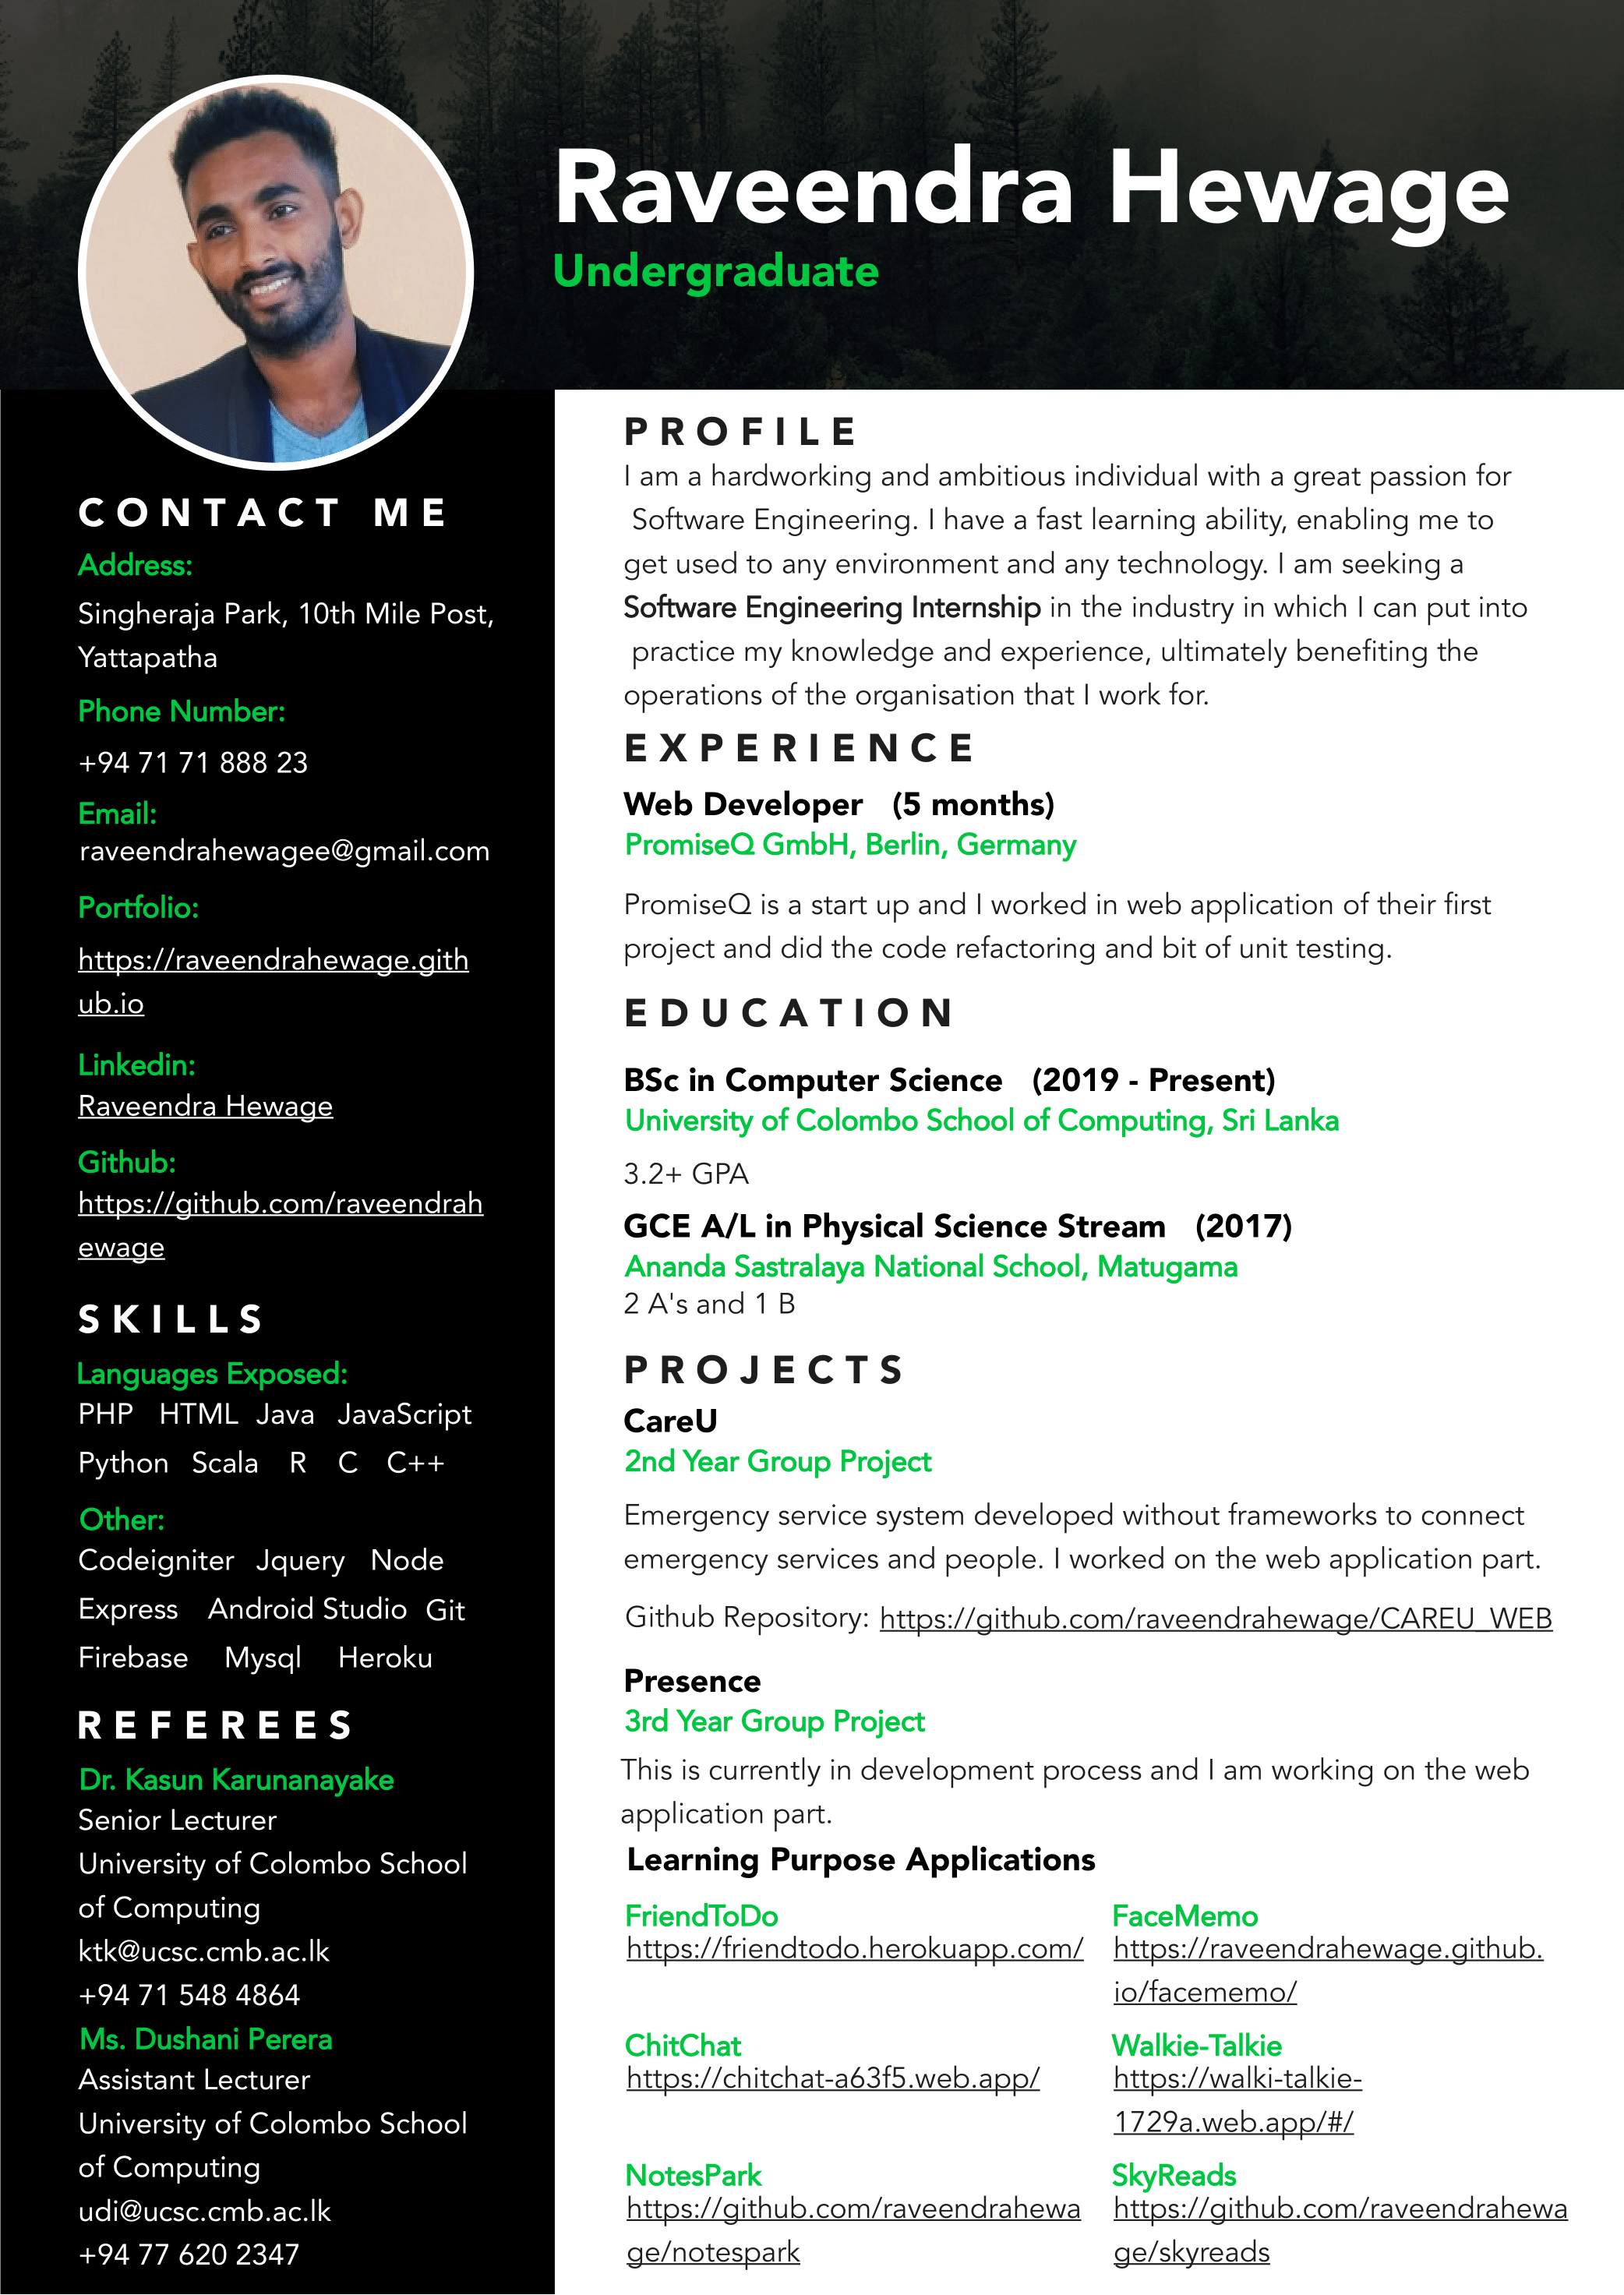 Raveendra Hewage
Undergraduate
CONTACT ME
Address:
Singheraja Park, 10th Mile Post,
Yattapatha
Phone Number:
+94 71 71 888 23
Email:
raveendrahewagee@gmail.com
Portfolio:
https://raveendrahewage.gith
ub.io
Linkedin:
Raveendra Hewage
Github:
https://github.com/raveendrah
ewage
SKILLS
Languages Exposed:
PHP HTML Java JavaScript
Python Scala R C C++
Other:
Codeigniter Jquery Node
Express Android Studio Git
Firebase Mysql Heroku
REFEREES
Dr. Kasun Karunanayake
Senior Lecturer
University of Colombo School
of Computing
ktk@ucsc.cmb.ac.lk
+94 71 548 4864
Ms. Dushani Perera
Assistant Lecturer
University of Colombo School
of Computing
udi@ucsc.cmb.ac.lk
+94 77 620 2347
PROFILE
I am a hardworking and ambitious individual with a great passion for
Software Engineering. I have a fast learning ability, enabling me to
get used to any environment and any technology. I am seeking a
Software Engineering Internship in the industry in which I can put into
practice my knowledge and experience, ultimately benefiting the
operations of the organisation that I work for.
EXPERIENCE
Web Developer (5 months)
PromiseQ GmbH, Berlin, Germany
PromiseQ is a start up and I worked in web application of their first
project and did the code refactoring and bit of unit testing.
EDUCATION
BSc in Computer Science (2019 - Present)
University of Colombo School of Computing, Sri Lanka
3.2+ GPA
GCE A/L in Physical Science Stream (2017)
Ananda Sastralaya National School, Matugama
2 A's and 1 B
PROJECTS
CareU
2nd Year Group Project
Emergency service system developed without frameworks to connect
emergency services and people. I worked on the web application part.
Github Repository: https://github.com/raveendrahewage/CAREU_WEB
Presence
3rd Year Group Project
This is currently in development process and I am working on the web
application part.
Learning Purpose Applications
FriendToDo
https://friendtodo.herokuapp.com/
FaceMemo
https://raveendrahewage.github.
io/facememo/
ChitChat
https://chitchat-a63f5.web.app/
Walkie-Talkie
https://walki-talkie-
1729a.web.app/#/
NotesPark
https://github.com/raveendrahewa
ge/notespark
SkyReads
https://github.com/raveendrahewa
ge/skyreads